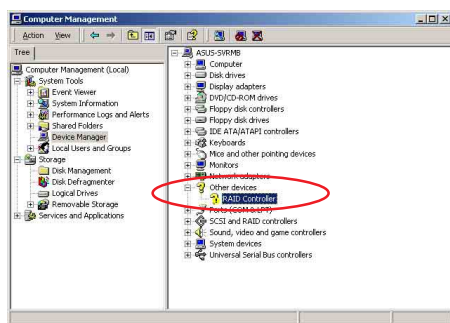 Computer Management
Action View
Tree
Computer Management (Local)
System Tools
Event Viewer
System Information
Performance Logs and Alerts
Shared Folders
Device Manager
Local Users and Groups
Storage
Disk Management
Disk Defragmenter
Logical Drives
Removable Storage
Services and Applications
ASUS-SVRMB
Computer
Disk drives
Display adapters
DVD/CD-ROM drives
Floppy disk controllers
Floppy disk drives
IDE ATA/ATAPI controllers
Keyboards
Mice and other pointing devices
Monitors
Network adapters
Other devices
RAID Controller
Ports (COM & LPT)
SCSI and RAID controllers
Sound, video and game controllers
System devices
Universal Serial Bus controllers